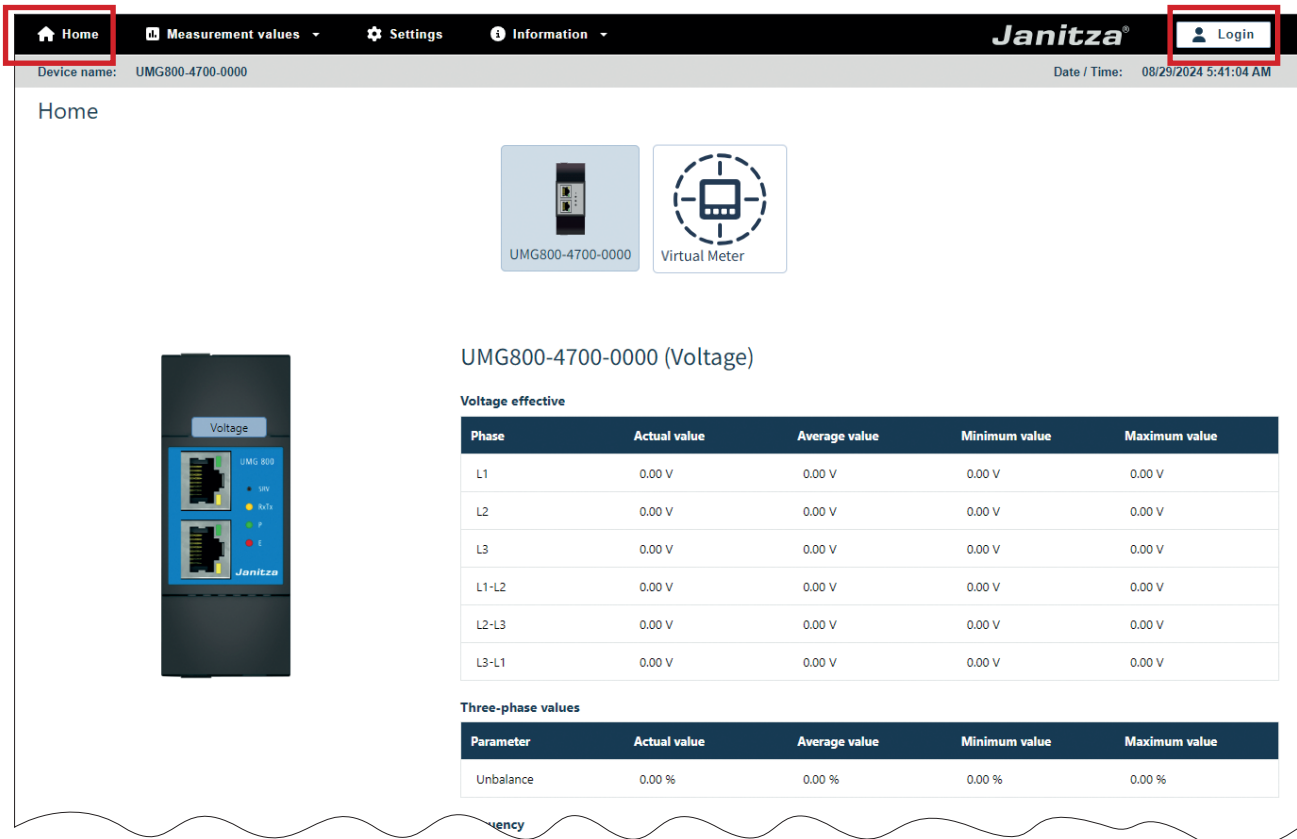 Home Measurement values Settings Information Janitza® Login
Device name: UMG800-4700-0000 Date / Time: 08/29/2024 5:41:04 AM
Home
UMG800-4700-0000 Virtual Meter
UMG800-4700-0000 (Voltage)
Voltage effective
Phase Actual value Average value Minimum value Maximum value
L1 0.00 V 0.00 V 0.00 V 0.00 V
L2 0.00 V 0.00 V 0.00 V 0.00 V
L3 0.00 V 0.00 V 0.00 V 0.00 V
L1-L2 0.00 V 0.00 V 0.00 V 0.00 V
L2-L3 0.00 V 0.00 V 0.00 V 0.00 V
L3-L1 0.00 V 0.00 V 0.00 V 0.00 V
Three-phase values
Parameter Actual value Average value Minimum value Maximum value
Unbalance 0.00 % 0.00 % 0.00 % 0.00 %
Voltage
UMG 800
SRV
RxTx
P
E
Janitza